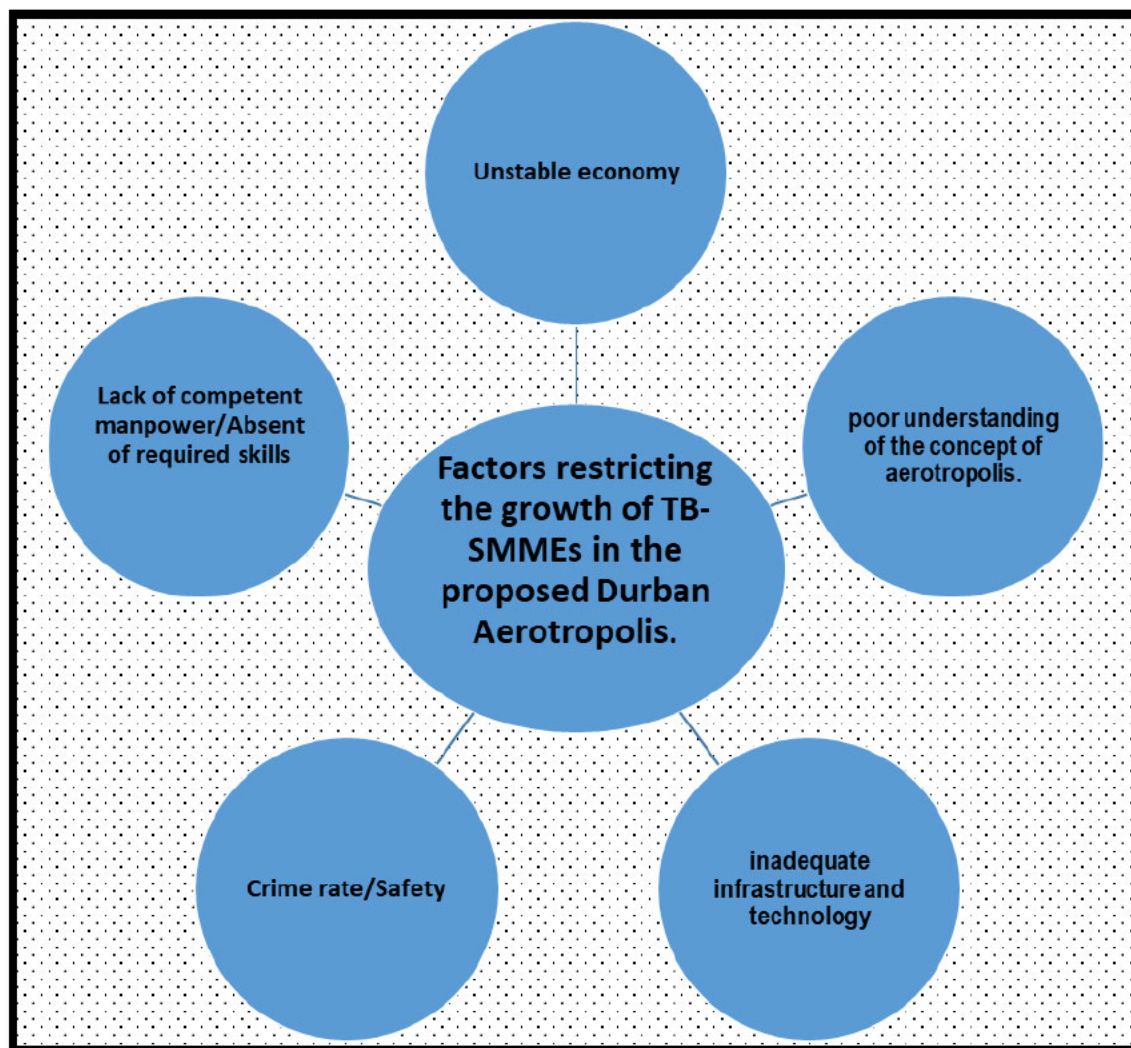 Unstable economy
Lack of competent
manpower/Absent
of required skills
poor understanding
of the concept of
aerotropolis.
Factors restricting
the growth of TB-
SMMEs in the
proposed Durban
Aerotropolis.
Crime rate/Safety
inadequate
infrastructure and
technology